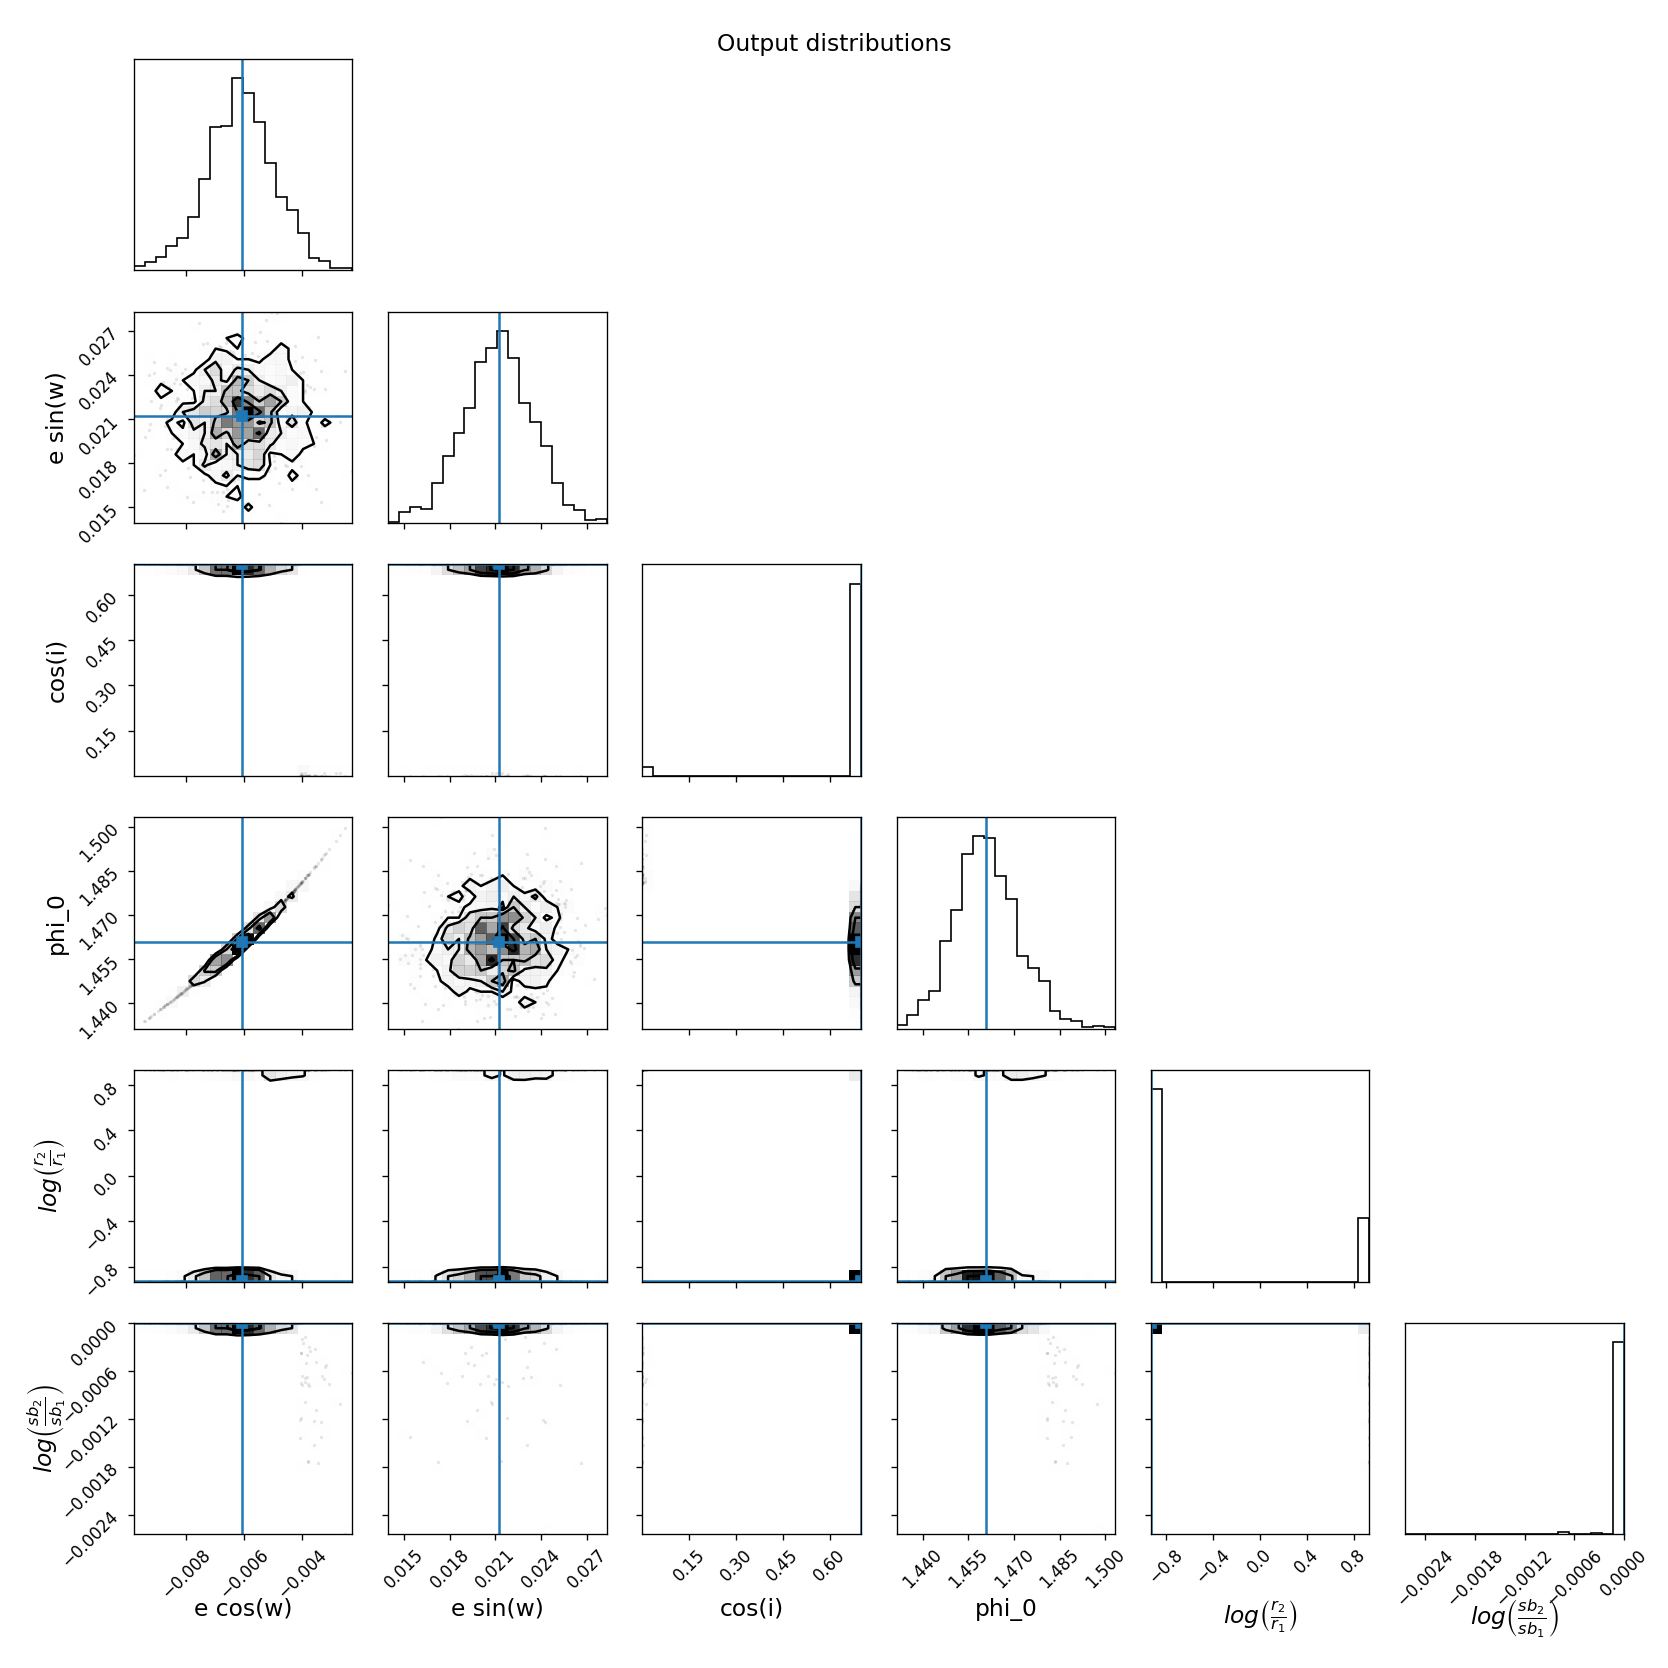 Output distributions
e sin(w)
0.027
0.024
0.021
0.018
0.015
cos(i)
0.60
0.45
0.30
0.15
phi_0
1.500
1.485
1.470
1.455
1.440
log(r2/r1)
0.8
0.4
0.0
−0.4
−0.8
log(sb2/sb1)
0.0000
−0.0006
−0.0012
−0.0018
−0.0024
−0.008 −0.006 −0.004
0.015 0.018 0.021 0.024 0.027
0.15 0.30 0.45 0.60
1.440 1.455 1.470 1.485 1.500
−0.8 −0.4 0.0 0.4 0.8
−0.0024 −0.0018 −0.0012 −0.0006 0.0000
e cos(w)
e sin(w)
cos(i)
phi_0
log(r2/r1)
log(sb2/sb1)